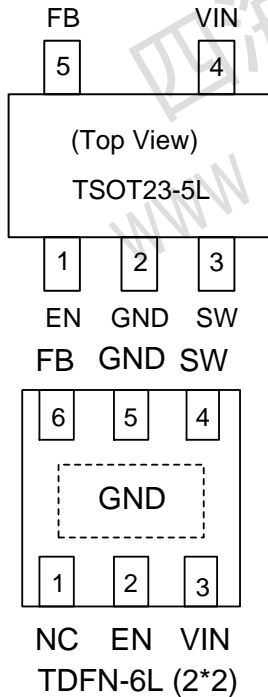 FB VIN
5 4
(Top View)
TSOT23-5L
1 2 3
EN GND SW
FB GND SW
6 5 4
GND
1 2 3
NC EN VIN
TDFN-6L (2*2)
www